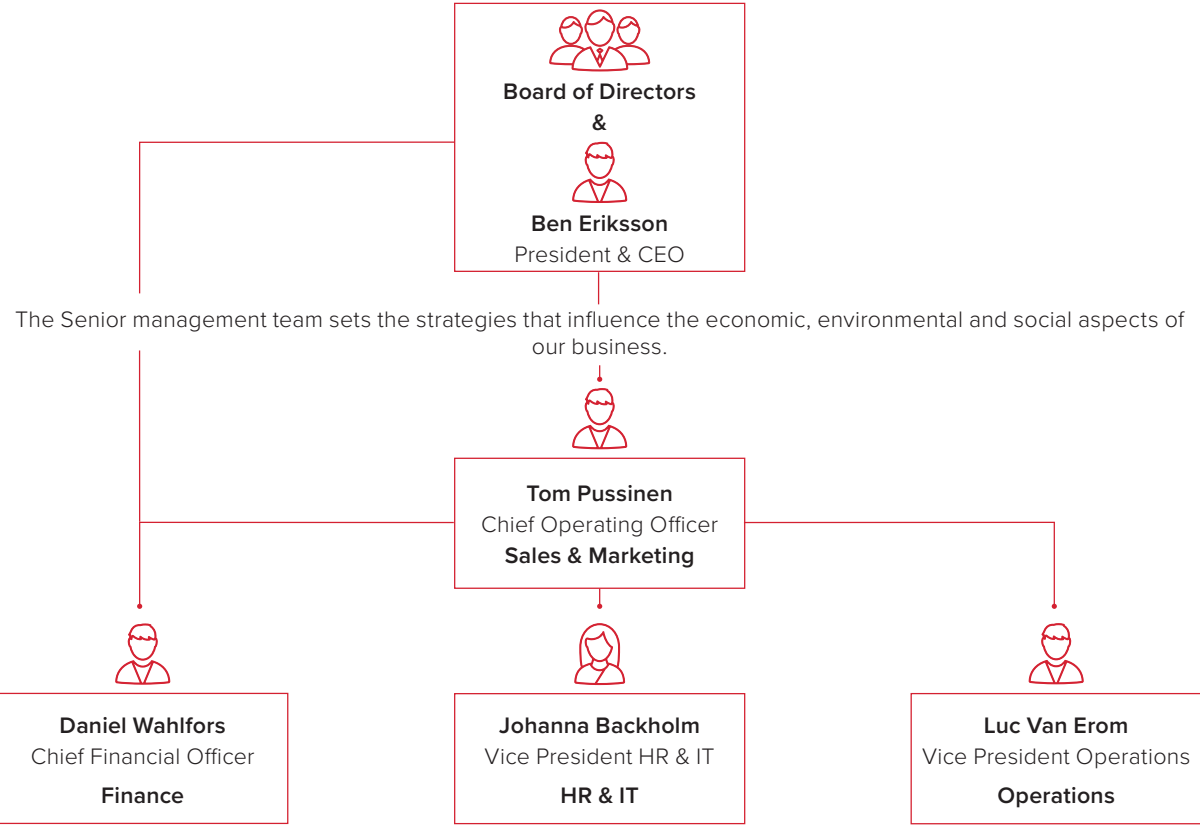 Board of Directors
&
Ben Eriksson
President & CEO
The Senior management team sets the strategies that influence the economic, environmental and social aspects of
our business.
Tom Pussinen
Chief Operating Officer
Sales & Marketing
Daniel Wahlfors
Chief Financial Officer
Finance
Johanna Backholm
Vice President HR & IT
HR & IT
Luc Van Erom
Vice President Operations
Operations